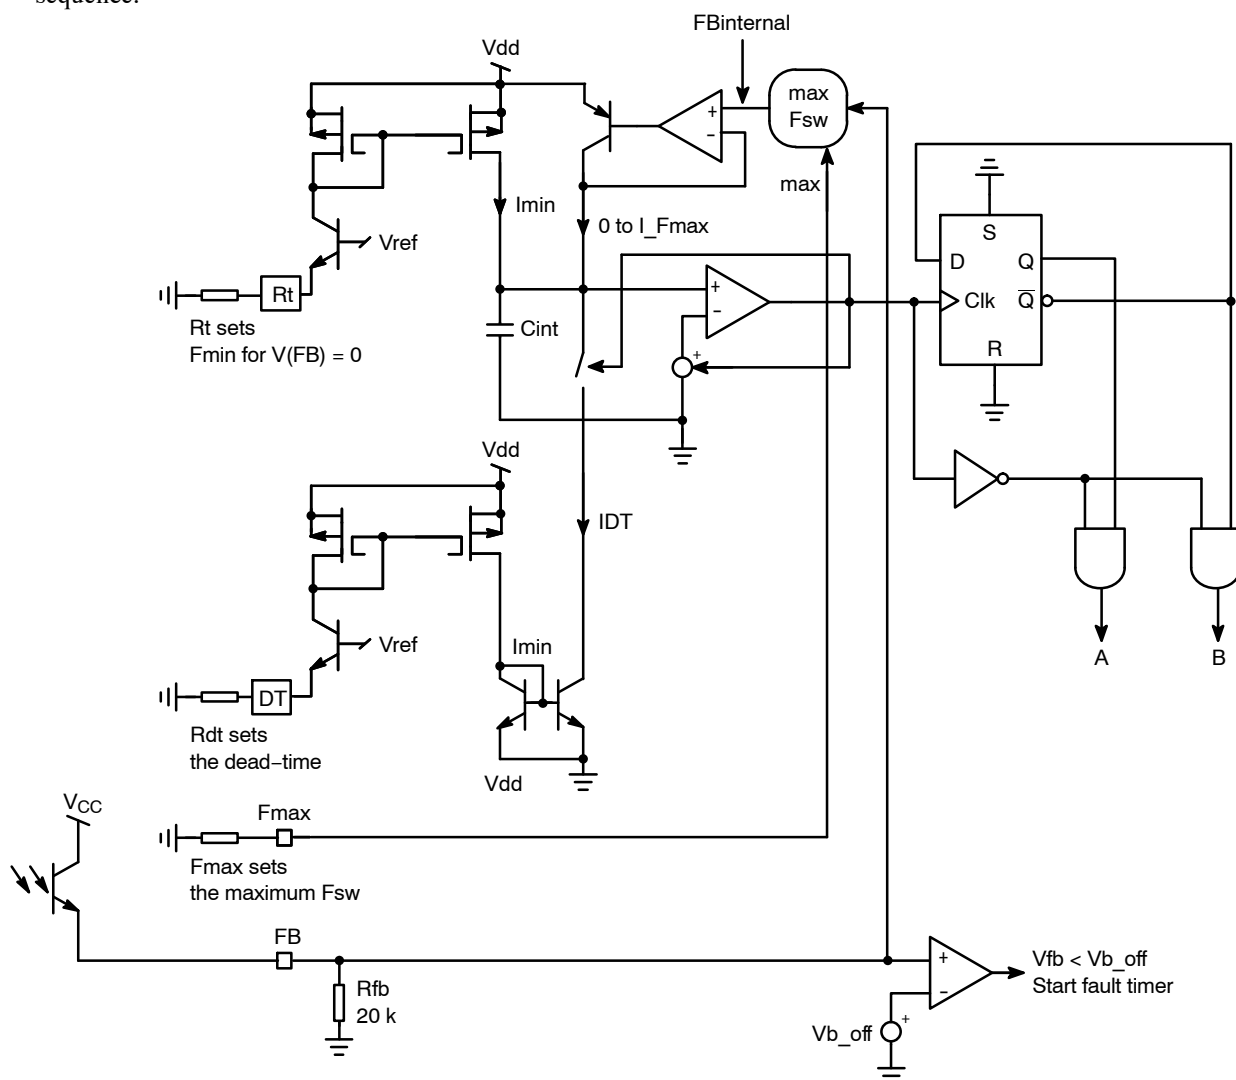 sequence.
FBinternal
Vdd
max
Fsw
+
−
max
Imin
0 to I_Fmax
Vref
S
D
Q
Rt
+
−
Clk
Q
Rt sets
Fmin for V(FB) = 0
Cint
+
R
Vdd
IDT
Vref
Imin
A
B
DT
Rdt sets
the dead−time
Vdd
VCC
Fmax
Fmax sets
the maximum Fsw
FB
+
−
Vfb < Vb_off
Start fault timer
Rfb
20 k
+
Vb_off